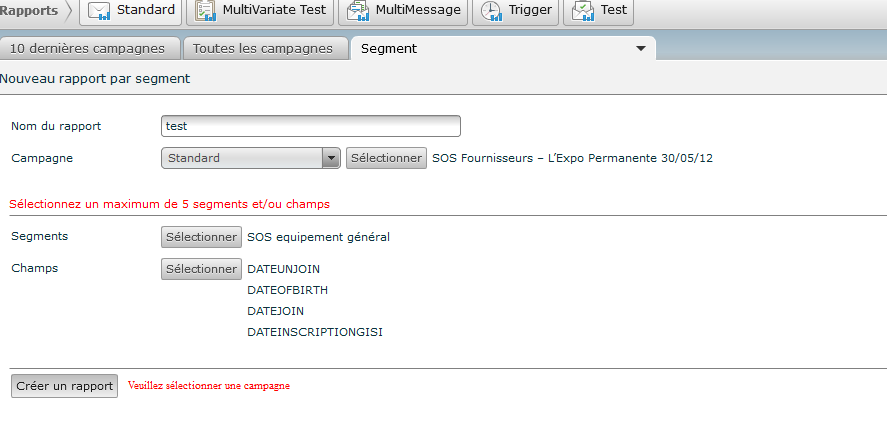 Rapports Standard MultiVariate Test MultiMessage Trigger Test
10 dernières campagnes Toutes les campagnes Segment
Nouveau rapport par segment
Nom du rapport test
Campagne Standard Sélectionner SOS Fournisseurs – L’Expo Permanente 30/05/12
Sélectionnez un maximum de 5 segments et/ou champs
Segments Sélectionner SOS equipement général
Champs Sélectionner DATEUNJOIN
DATEOFBIRTH
DATEJOIN
DATEINSCRIPTIONGISI
Créer un rapport Veuillez sélectionner une campagne